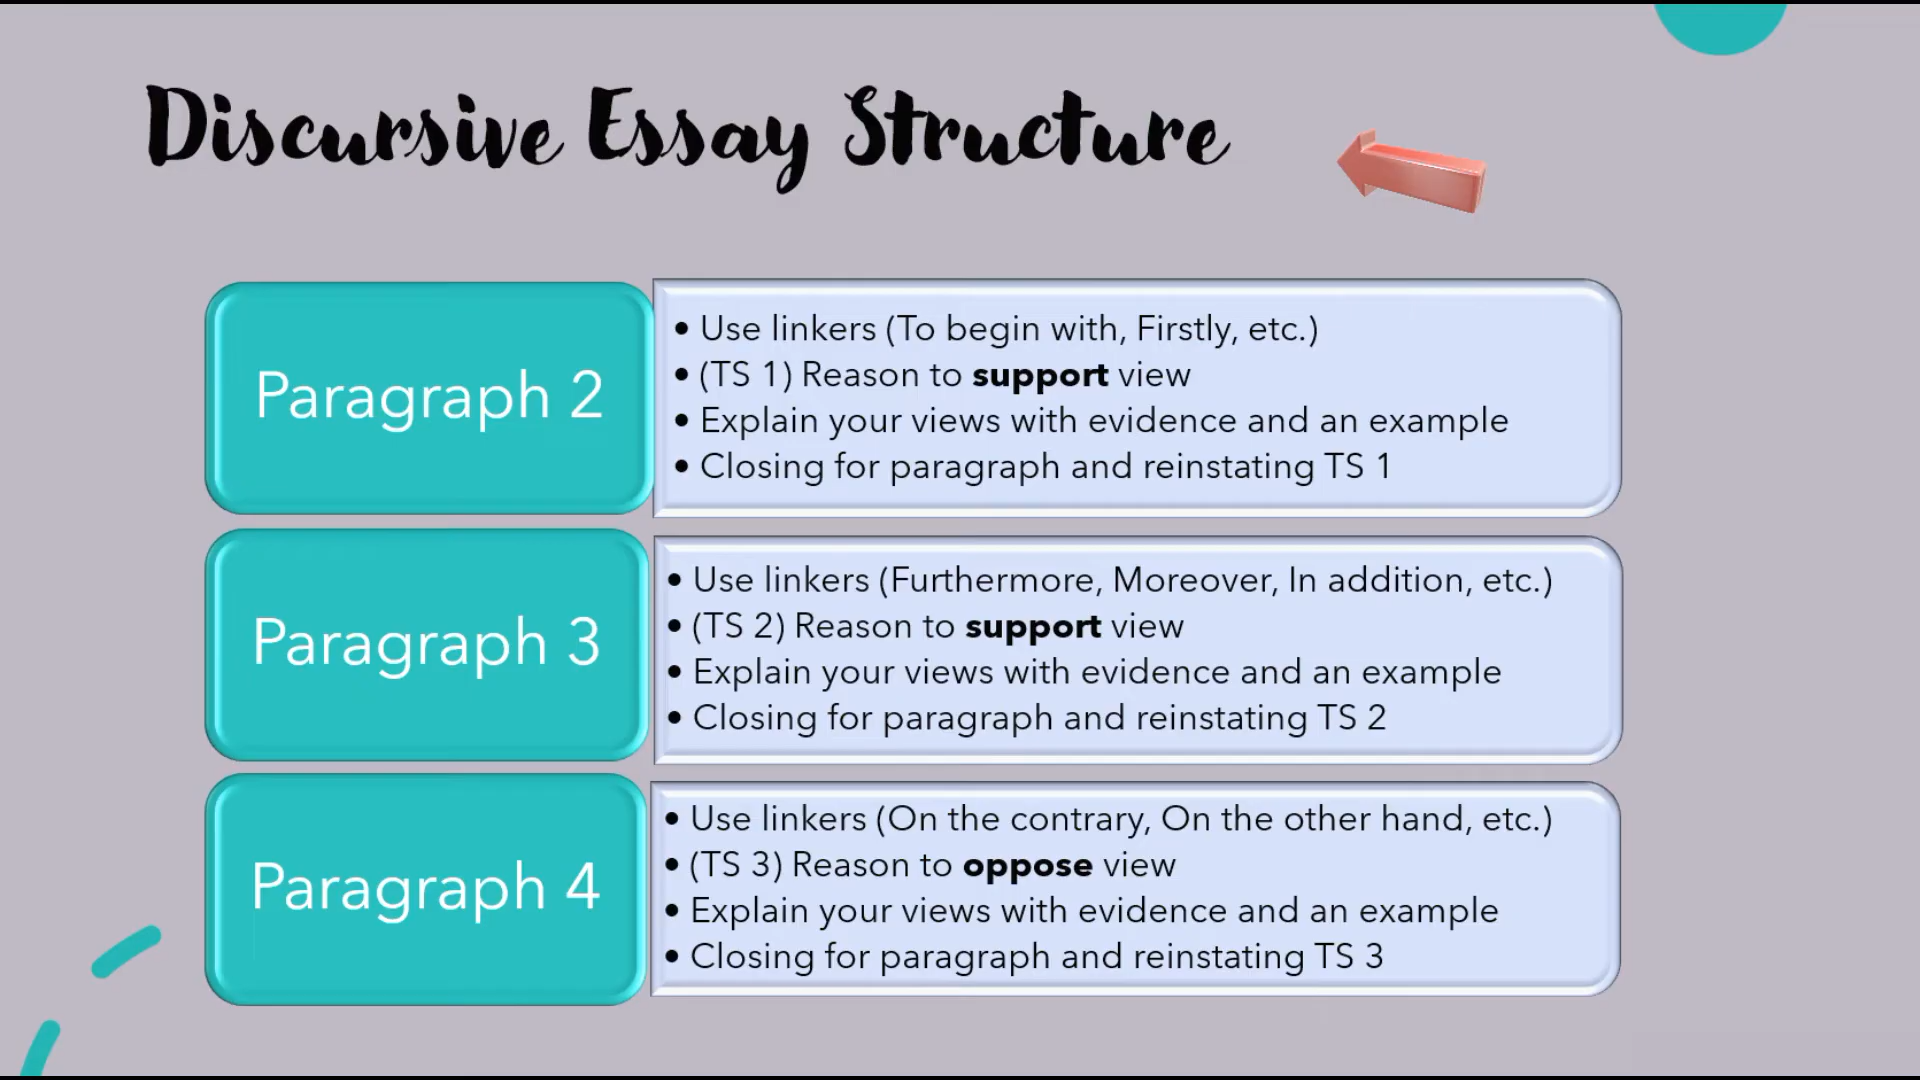 Discursive Essay Structure
Paragraph 2
• Use linkers (To begin with, Firstly, etc.)
• (TS 1) Reason to support view
• Explain your views with evidence and an example
• Closing for paragraph and reinstating TS 1
Paragraph 3
• Use linkers (Furthermore, Moreover, In addition, etc.)
• (TS 2) Reason to support view
• Explain your views with evidence and an example
• Closing for paragraph and reinstating TS 2
Paragraph 4
• Use linkers (On the contrary, On the other hand, etc.)
• (TS 3) Reason to oppose view
• Explain your views with evidence and an example
• Closing for paragraph and reinstating TS 3